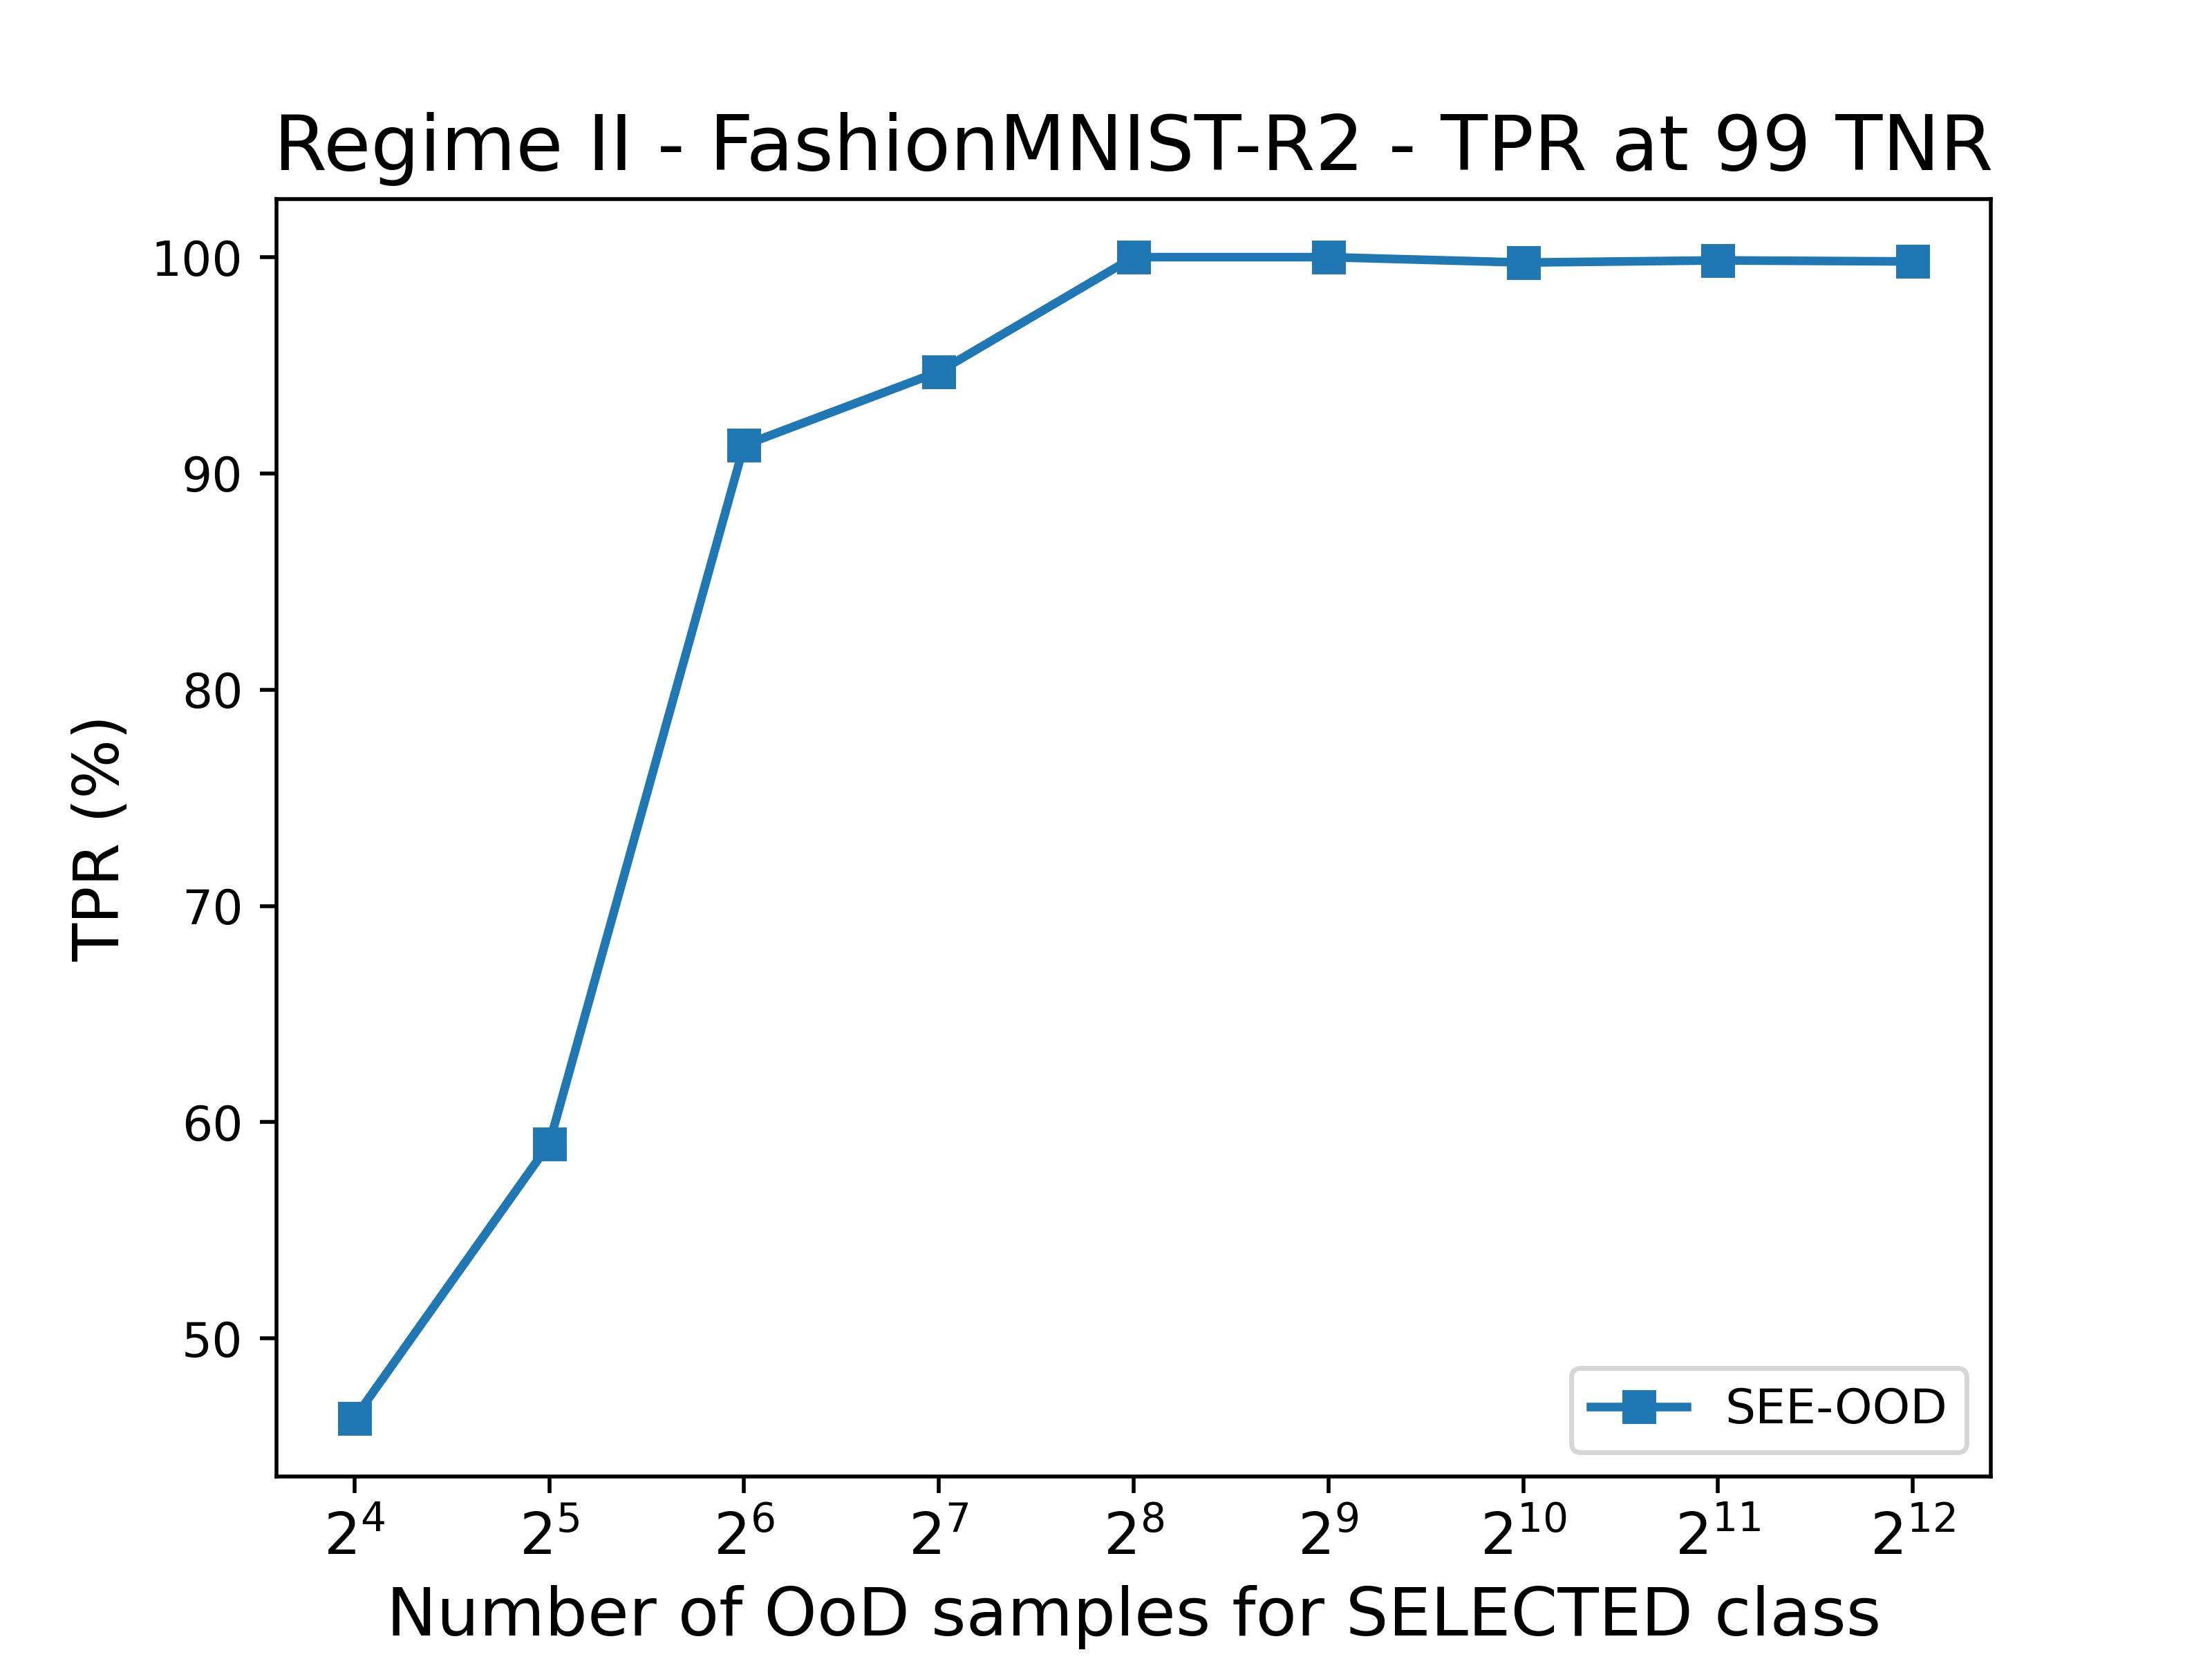 Regime II - FashionMNIST-R2 - TPR at 99 TNR
TPR (%)
100
90
80
70
60
50
SEE-OOD
2^4 2^5 2^6 2^7 2^8 2^9 2^10 2^11 2^12
Number of OoD samples for SELECTED class